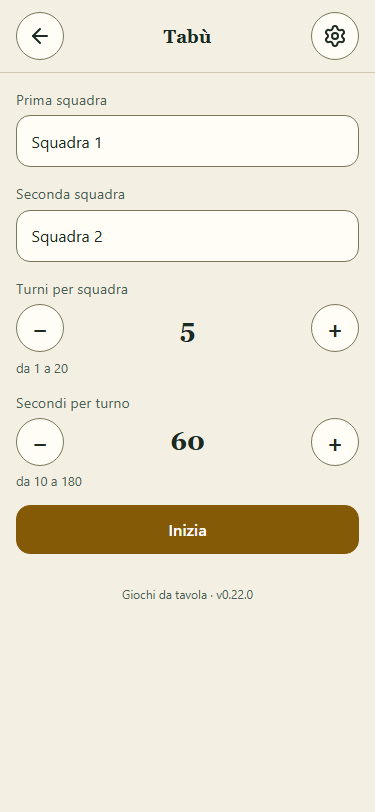 Tabù
Prima squadra
Squadra 1
Seconda squadra
Squadra 2
Turni per squadra
− 5 +
da 1 a 20
Secondi per turno
− 60 +
da 10 a 180
Inizia
Giochi da tavola · v0.22.0